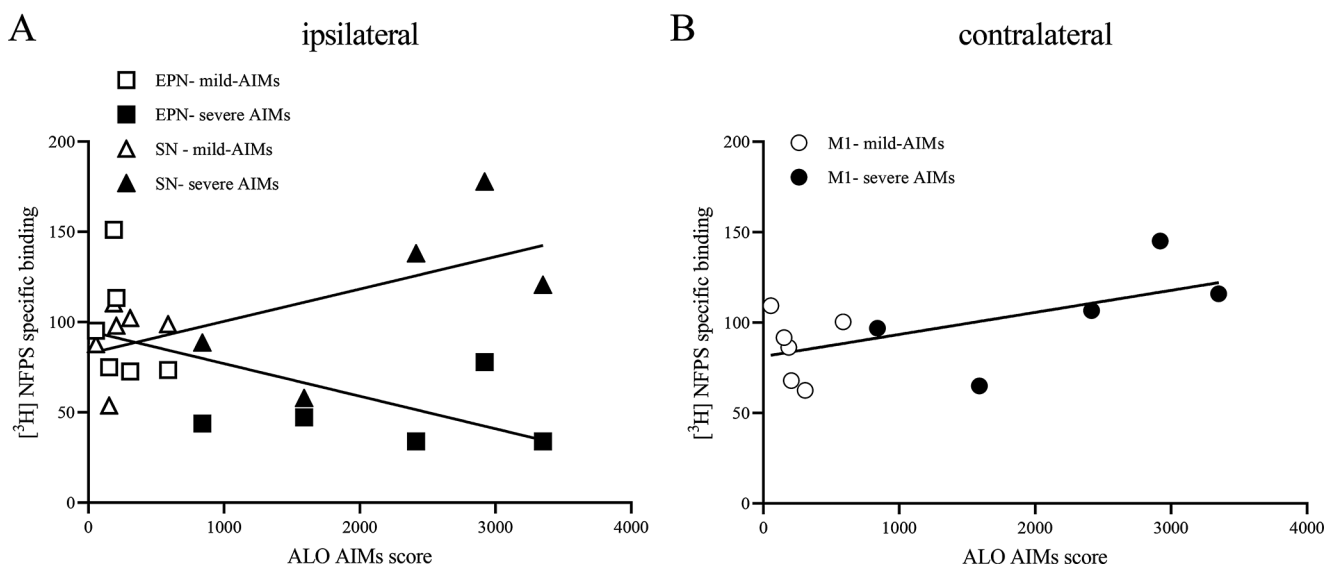 A
ipsilateral
EPN- mild-AIMs
EPN- severe AIMs
SN - mild-AIMs
SN- severe AIMs
200
150
100
50
0
[³H] NFPS specific binding
0 1000 2000 3000 4000
ALO AIMs score
B
contralateral
M1- mild-AIMs
M1- severe AIMs
200
150
100
50
0
[³H] NFPS specific binding
0 1000 2000 3000 4000
ALO AIMs score